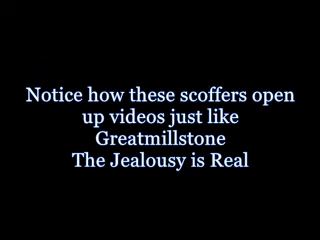 Notice how these scoffers open
up videos just like
Greatmillstone
The Jealousy is Real